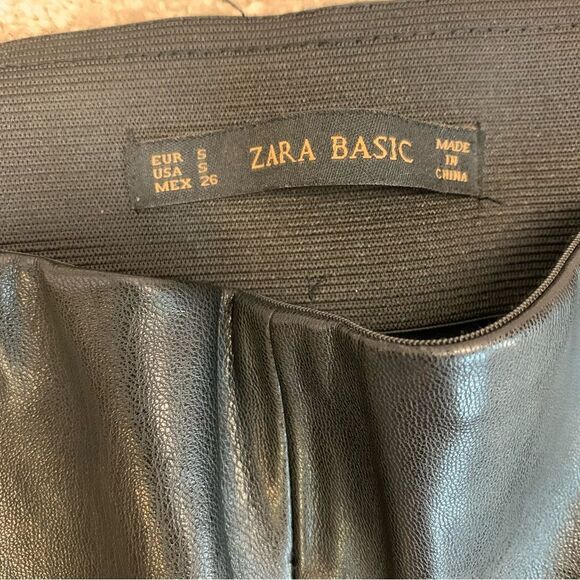 EUR S
USA S
MEX 26
ZARA BASIC
MADE
IN
CHINA